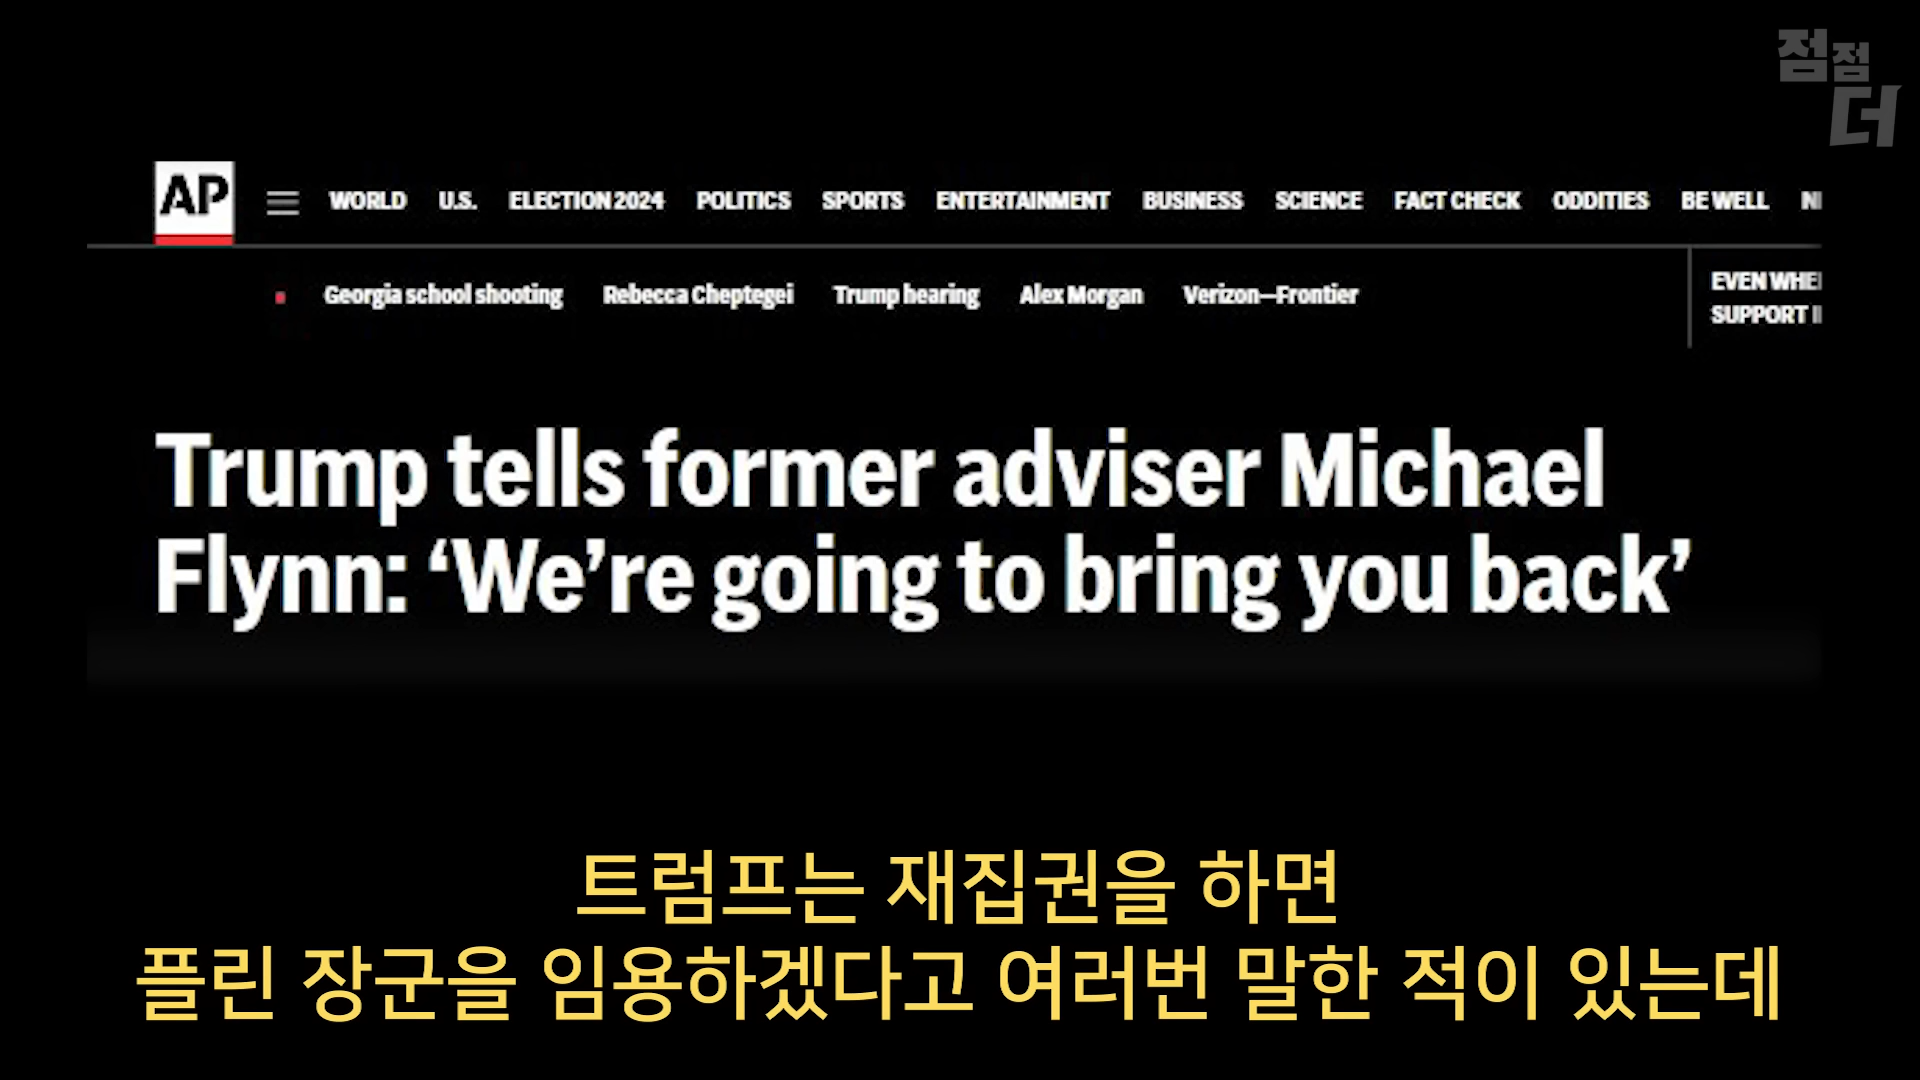 점점
더
AP
WORLD U.S. ELECTION 2024 POLITICS SPORTS ENTERTAINMENT BUSINESS SCIENCE FACT CHECK ODDITIES BE WELL
Georgia school shooting Rebecca Cheptegei Trump hearing Alex Morgan Verizon—Frontier
EVEN
SUPPORT
Trump tells former adviser Michael
Flynn: ‘We’re going to bring you back’
트럼프는 재집권을 하면
플린 장군을 임용하겠다고 여러번 말한 적이 있는데